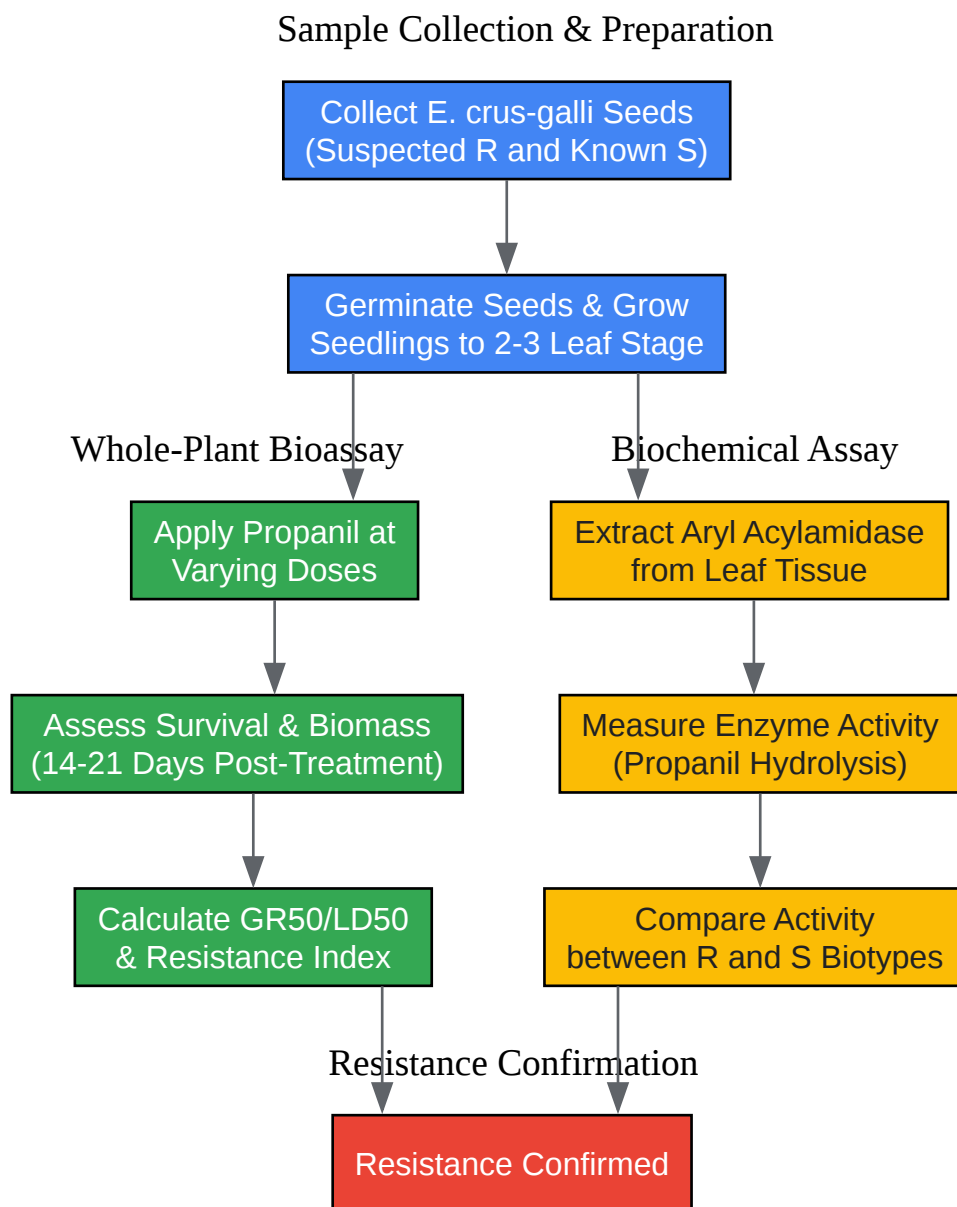 Sample Collection & Preparation
Collect E. crus-galli Seeds
(Suspected R and Known S)
Germinate Seeds & Grow
Seedlings to 2-3 Leaf Stage
Whole-Plant Bioassay
Apply Propanil at
Varying Doses
Assess Survival & Biomass
(14-21 Days Post-Treatment)
Calculate GR50/LD50
& Resistance Index
Biochemical Assay
Extract Aryl Acylamidase
from Leaf Tissue
Measure Enzyme Activity
(Propanil Hydrolysis)
Compare Activity
between R and S Biotypes
Resistance Confirmation
Resistance Confirmed